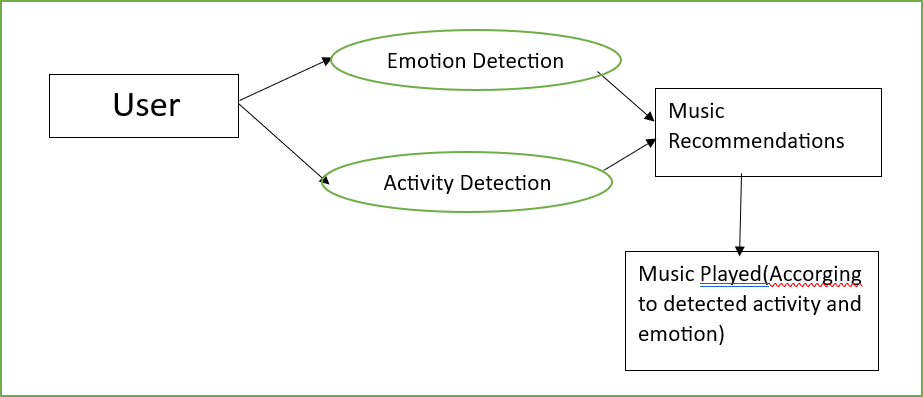 Emotion Detection
User
Music
Recommendations
Activity Detection
Music Played(Accorging
to detected activity and
emotion)